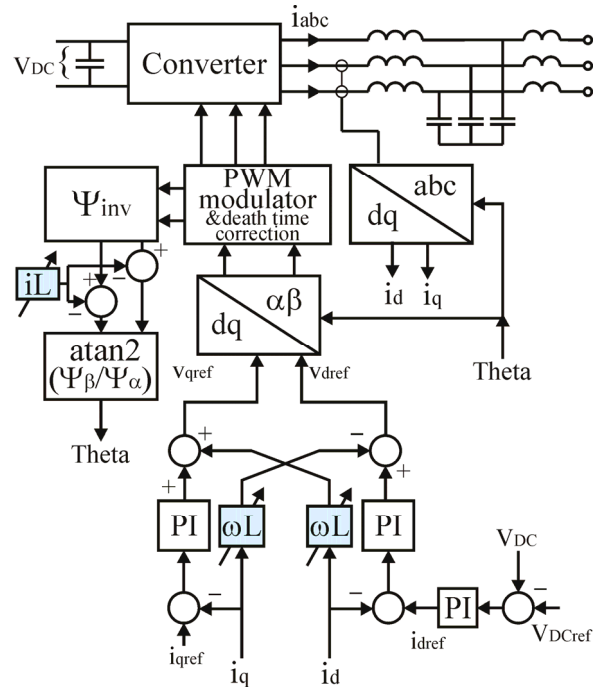 iabc
VDC {
Converter
PWM
modulator
& death time
correction
Ψinv
abc
dq
iL
+
−
+
−
id
iq
αβ
dq
atan2
(Ψβ/Ψα)
Theta
Theta
vqref
vdref
+
−
+
+
PI
ωL
ωL
PI
VDC
−
−
PI
−
idref
VDCref
iqref
iq
id